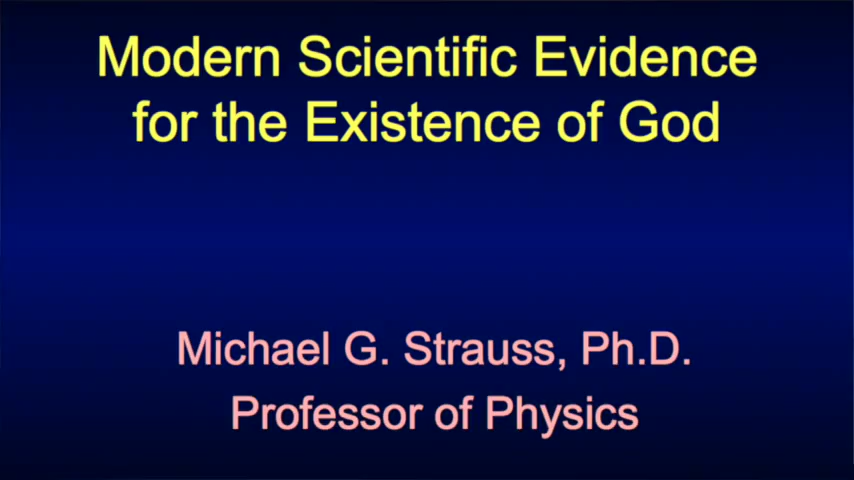 Modern Scientific Evidence
for the Existence of God
Michael G. Strauss, Ph.D.
Professor of Physics